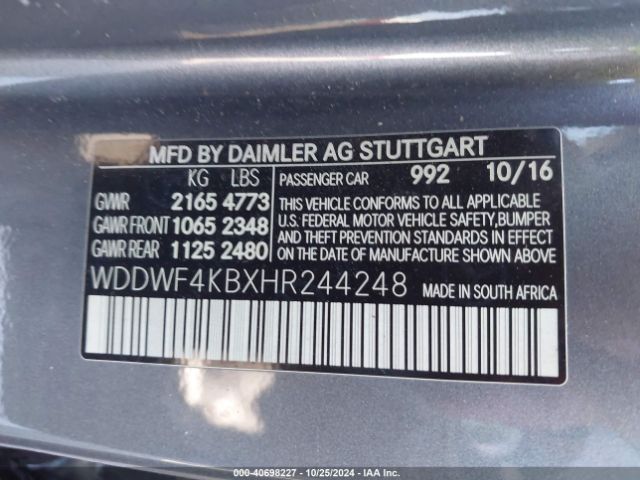 MFD BY DAIMLER AG STUTTGART
KG LBS
GVWR 2165 4773
GAWR FRONT 1065 2348
GAWR REAR 1125 2480
PASSENGER CAR 992 10/16
THIS VEHICLE CONFORMS TO ALL APPLICABLE
U.S. FEDERAL MOTOR VEHICLE SAFETY,BUMPER
AND THEFT PREVENTION STANDARDS IN EFFECT
ON THE DATE OF MANUFACTURE SHOWN ABOVE.
WDDWF4KBXHR244248 MADE IN SOUTH AFRICA
000-40698227 - 10/25/2024 - IAA Inc.